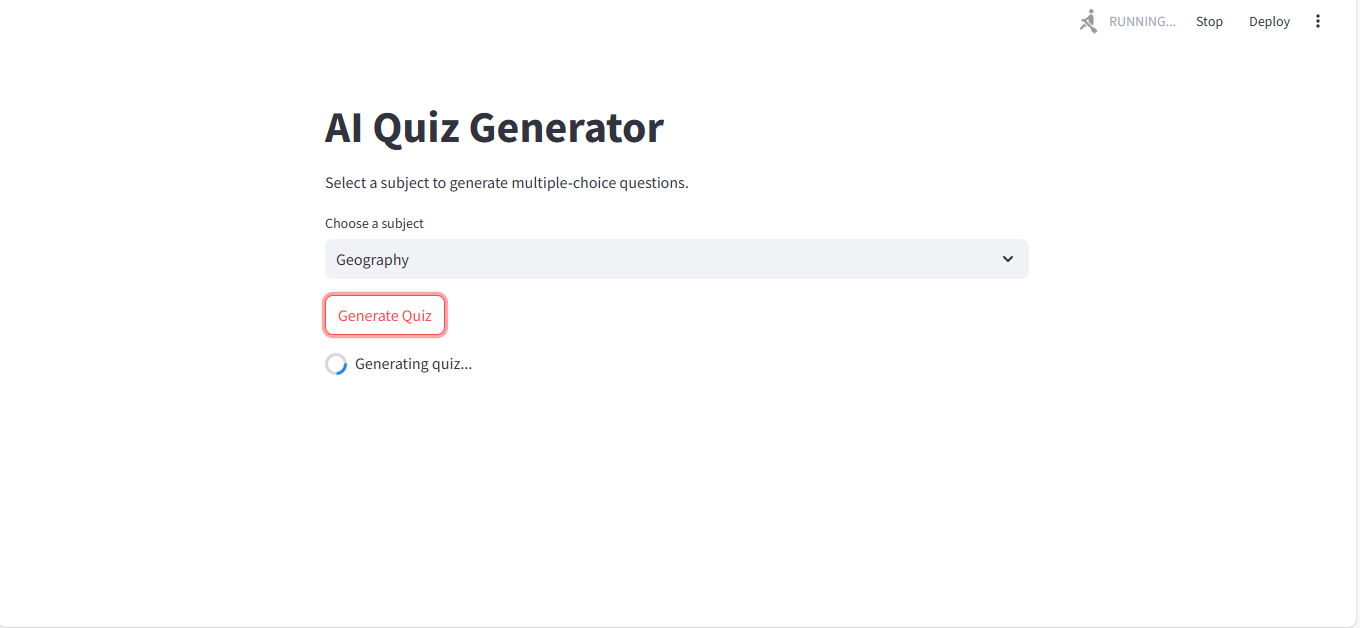 RUNNING... Stop Deploy
AI Quiz Generator
Select a subject to generate multiple-choice questions.
Choose a subject
Geography
Generate Quiz
Generating quiz...